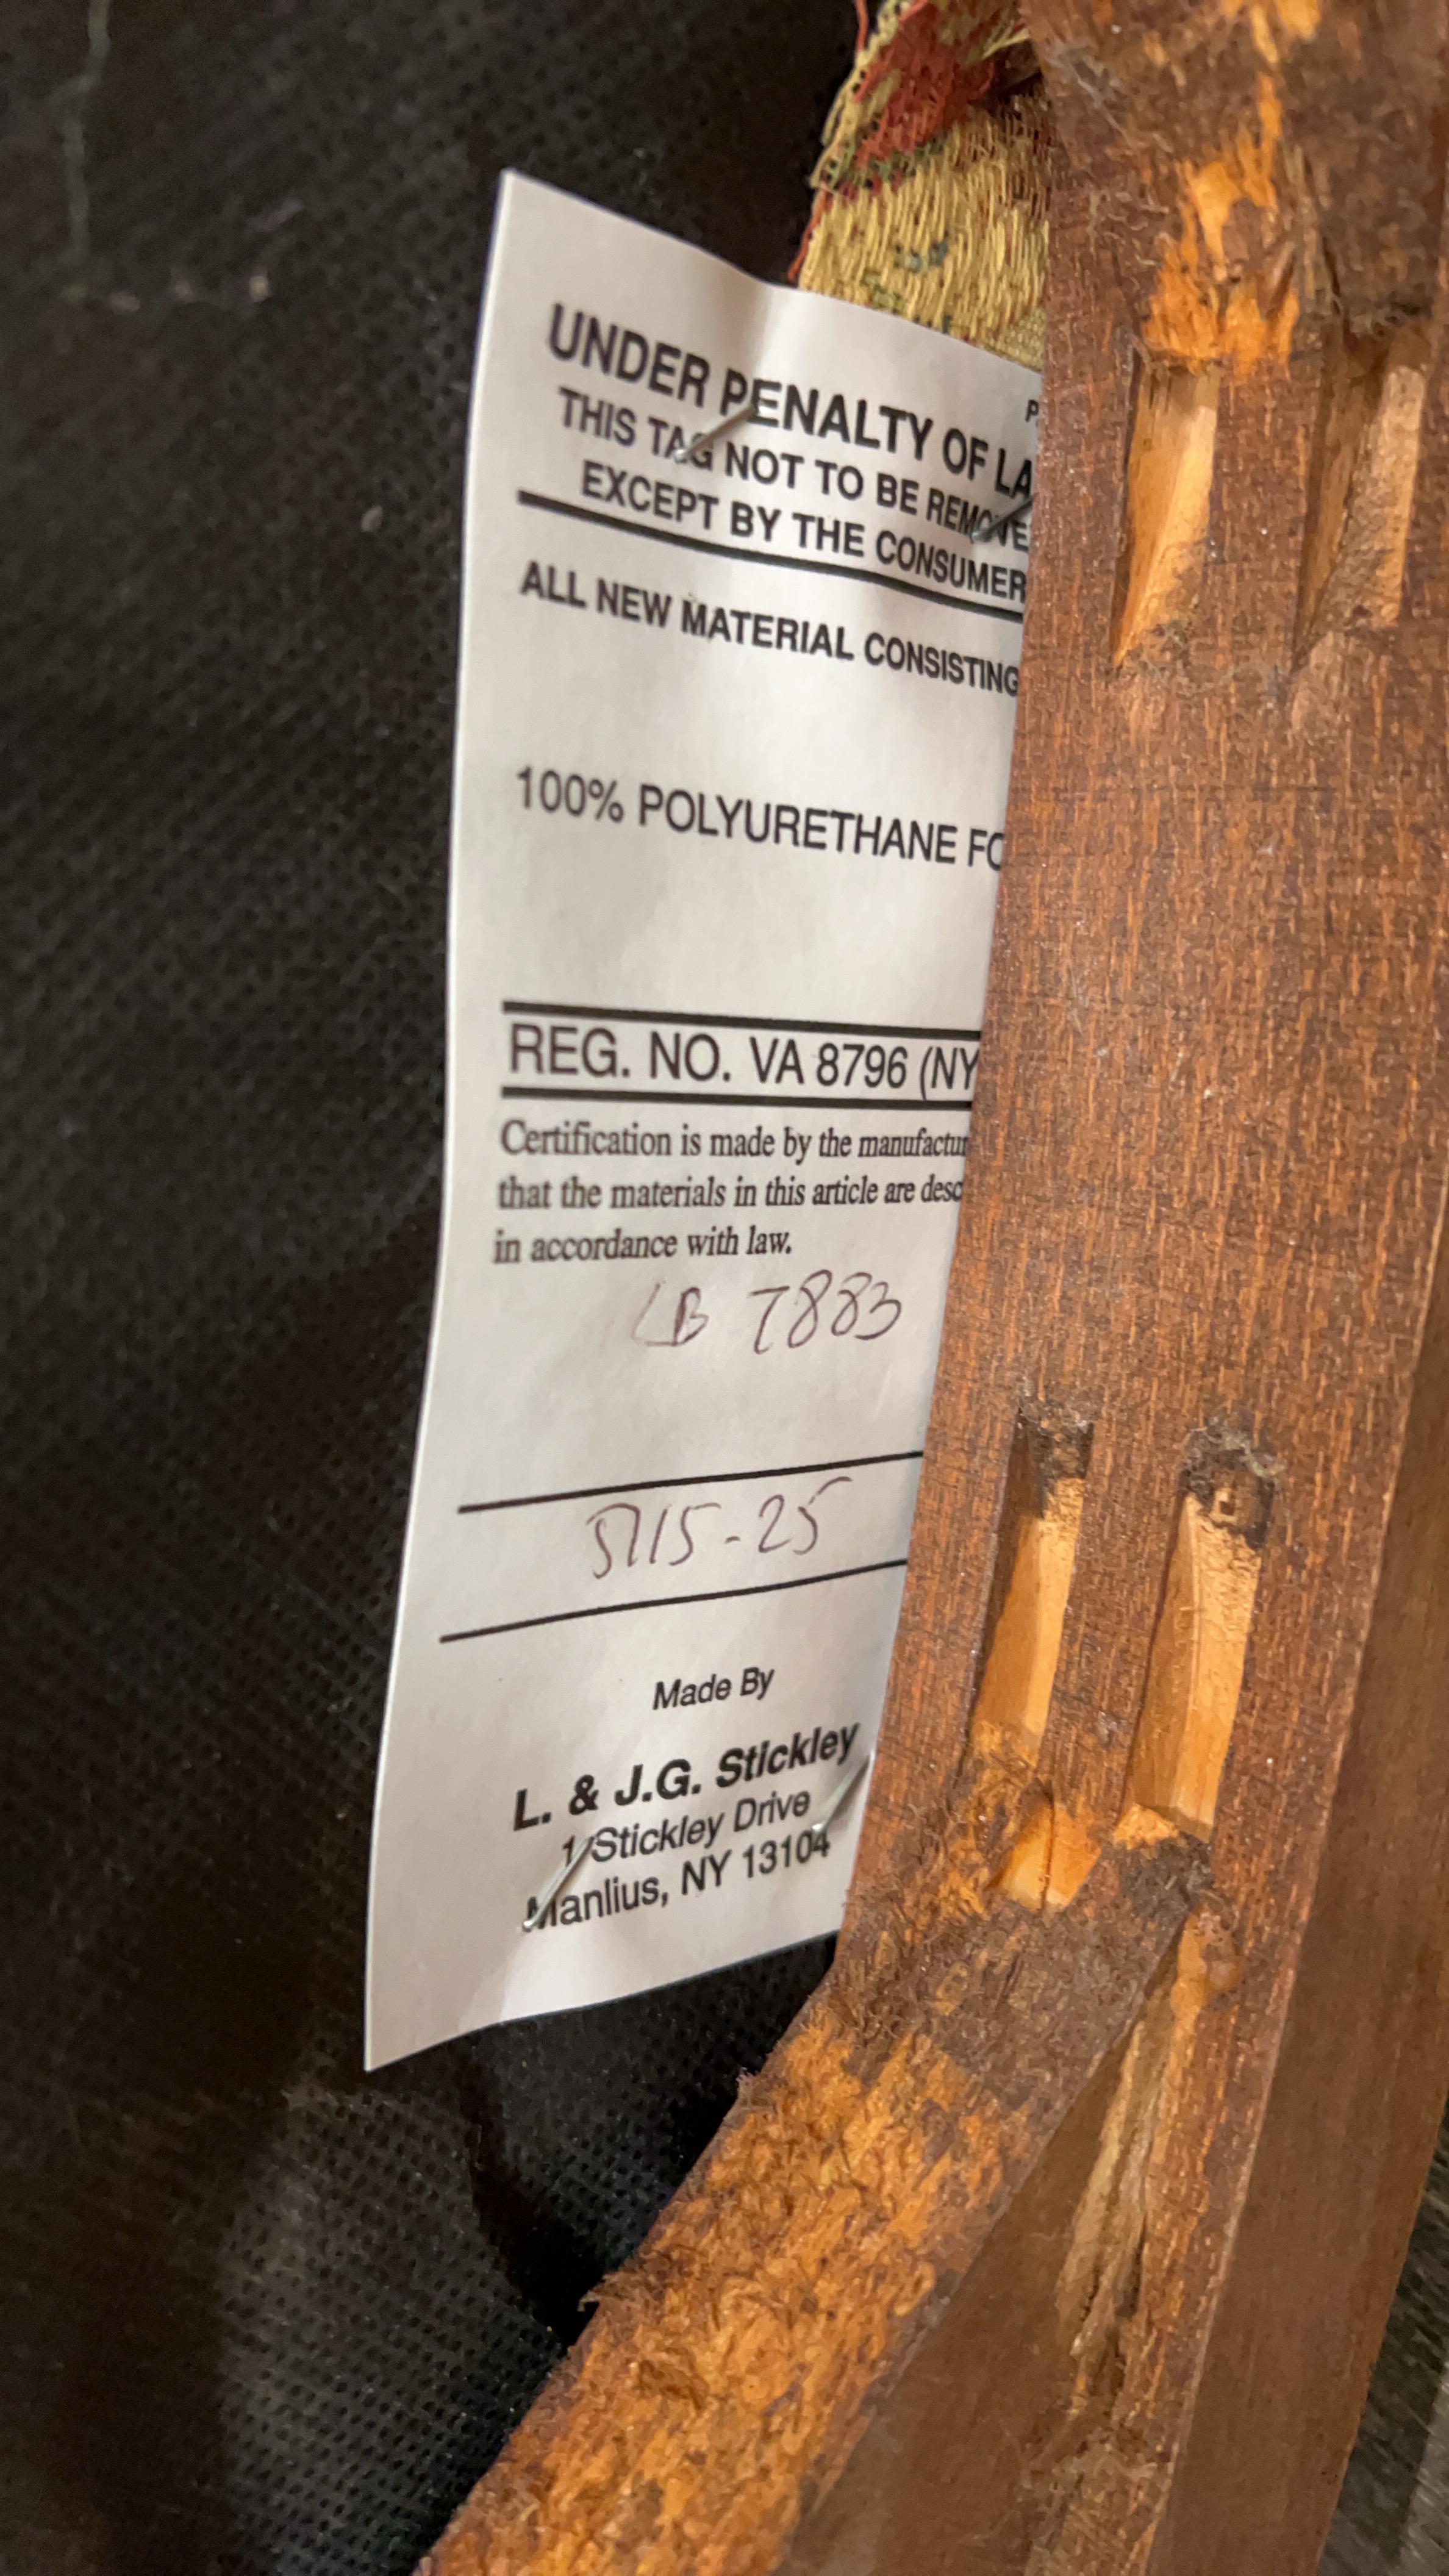 P
UNDER PENALTY OF LA
THIS TAG NOT TO BE REMOVE
EXCEPT BY THE CONSUMER
ALL NEW MATERIAL CONSISTING
100% POLYURETHANE FO
REG. NO. VA 8796 (NY
Certification is made by the manufactur
that the materials in this article are desc
in accordance with law.
LB 7883
5115-25
Made By
L. & J.G. Stickley
1 Stickley Drive
Manlius, NY 13104